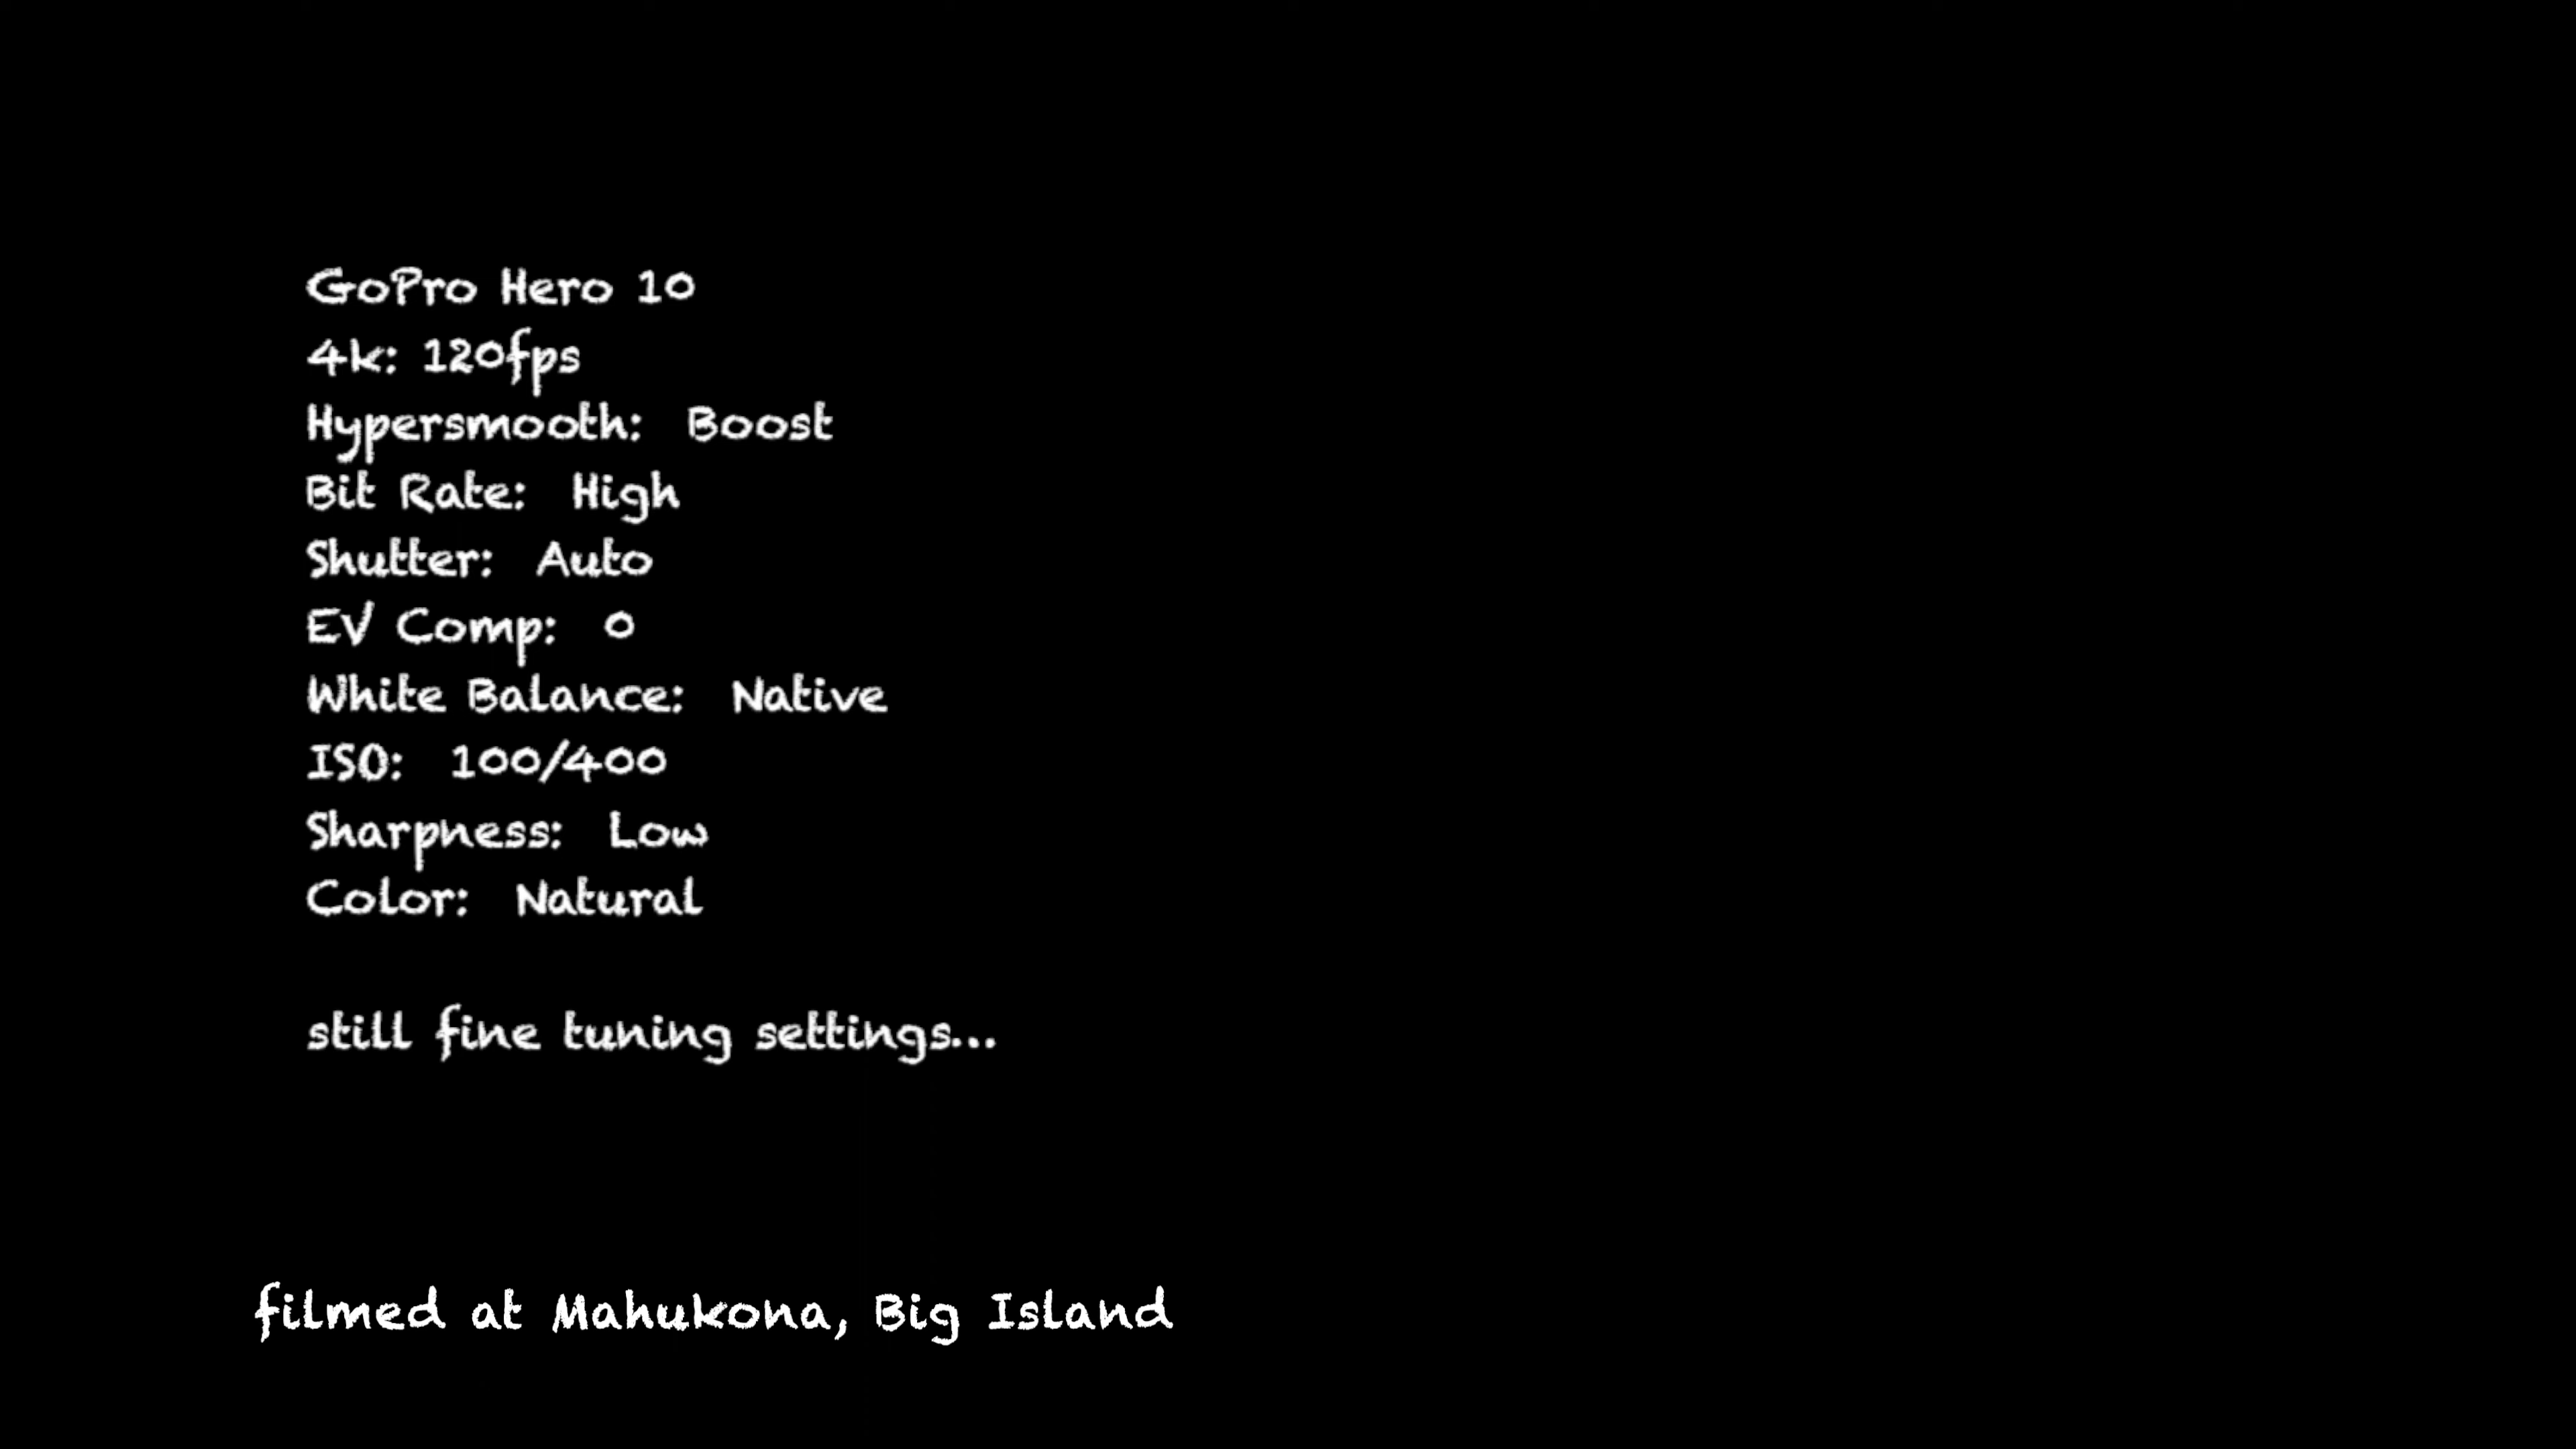 GoPro Hero 10
4k: 120fps
Hypersmooth: Boost
Bit Rate: High
Shutter: Auto
EV Comp: 0
White Balance: Native
ISO: 100/400
Sharpness: Low
Color: Natural
still fine tuning settings...
filmed at Mahukona, Big Island